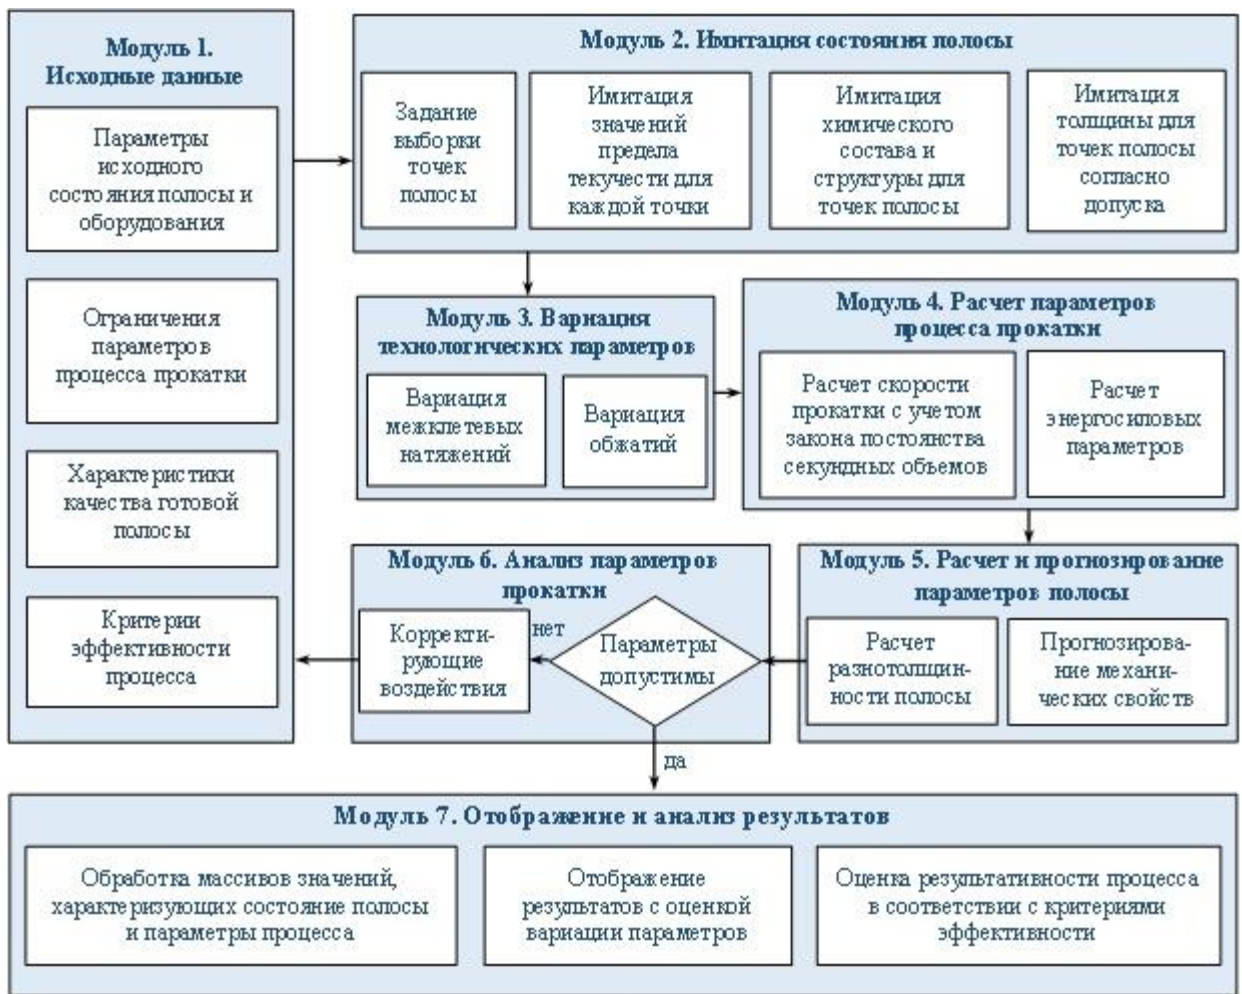 Модуль 1.
Исходные данные
Параметры
исходного
состояния полосы и
оборудования
Ограничения
параметров
процесса прокатки
Характеристики
качества готовой
полосы
Критерии
эффективности
процесса
Модуль 2. Имитация состояния полосы
Задание
выборки
точек
полосы
Имитация
значений
предела
текучести для
каждой точки
Имитация
химического
состава и
структуры для
точек полосы
Имитация
толщины для
точек полосы
согласно
допуска
Модуль 3. Вариация
технологических параметров
Вариация
межклетевых
натяжений
Вариация
обжатий
Модуль 4. Расчет параметров
процесса прокатки
Расчет скорости
прокатки с учетом
закона постоянства
секундных объемов
Расчет
энергосиловых
параметров
Модуль 5. Расчет и прогнозирование
параметров полосы
Расчет
разнотолщин-
ности полосы
Прогнозирова-
ние механи-
ческих свойств
Модуль 6. Анализ параметров
прокатки
Параметры
допустимы
нет
Корректи-
рующие
воздействия
да
Модуль 7. Отображение и анализ результатов
Обработка массивов значений,
характеризующих состояние полосы
и параметры процесса
Отображение
результатов с оценкой
вариации параметров
Оценка результативности процесса
в соответствии с критериями
эффективности